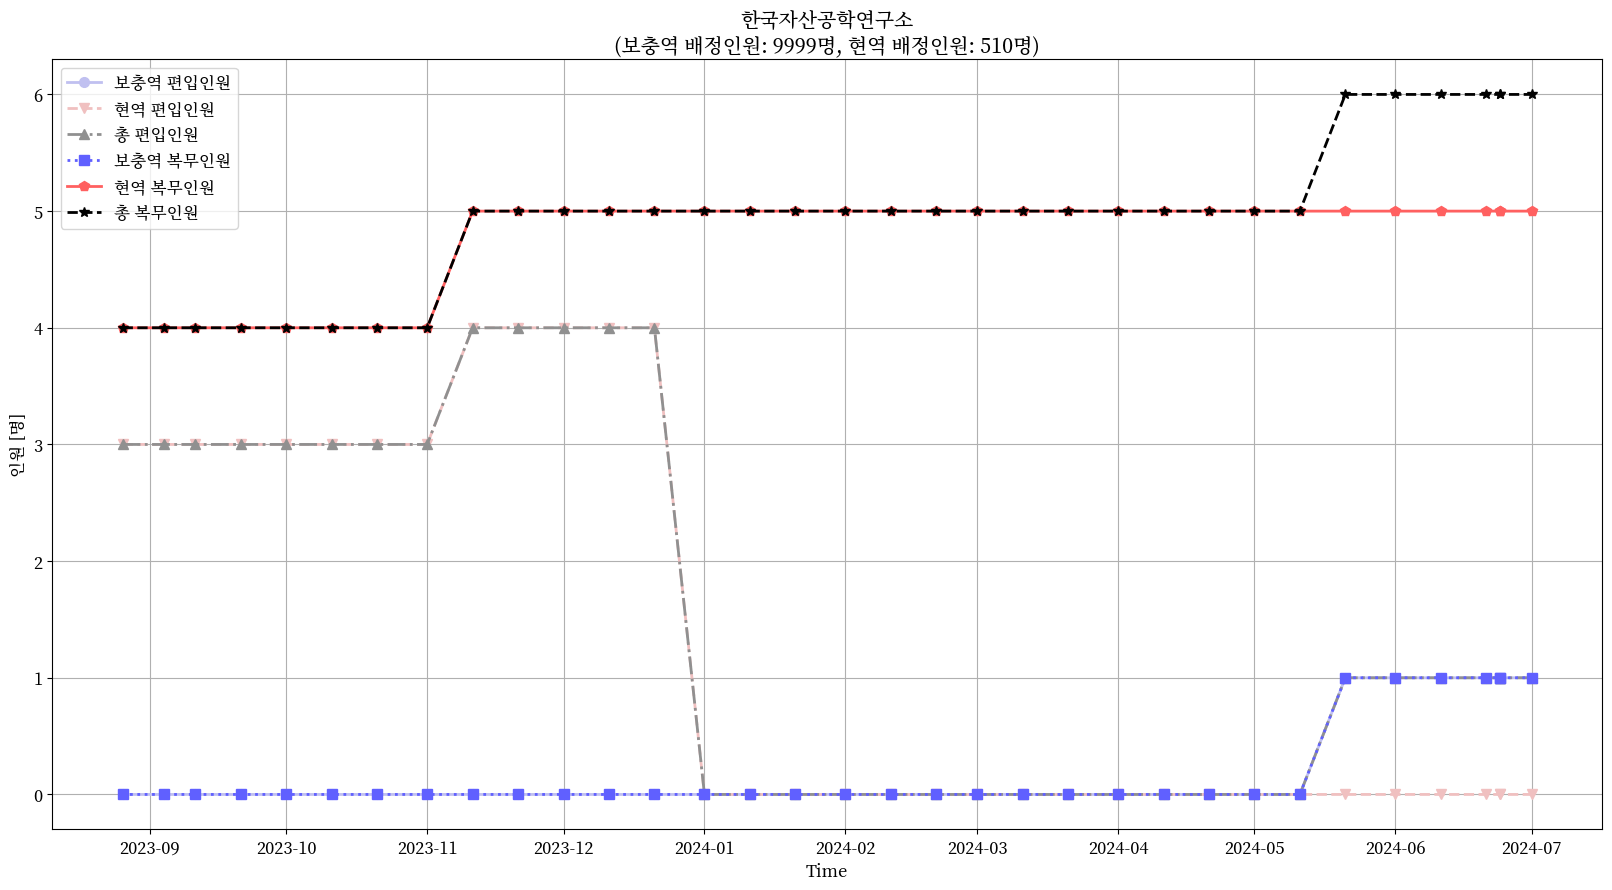 한국자산공학연구소
(보충역 배정인원: 9999명, 현역 배정인원: 510명)
보충역 편입인원
현역 편입인원
총 편입인원
보충역 복무인원
현역 복무인원
총 복무인원
인원 [명]
6
5
4
3
2
1
0
2023-09
2023-10
2023-11
2023-12
2024-01
2024-02
2024-03
2024-04
2024-05
2024-06
2024-07
Time